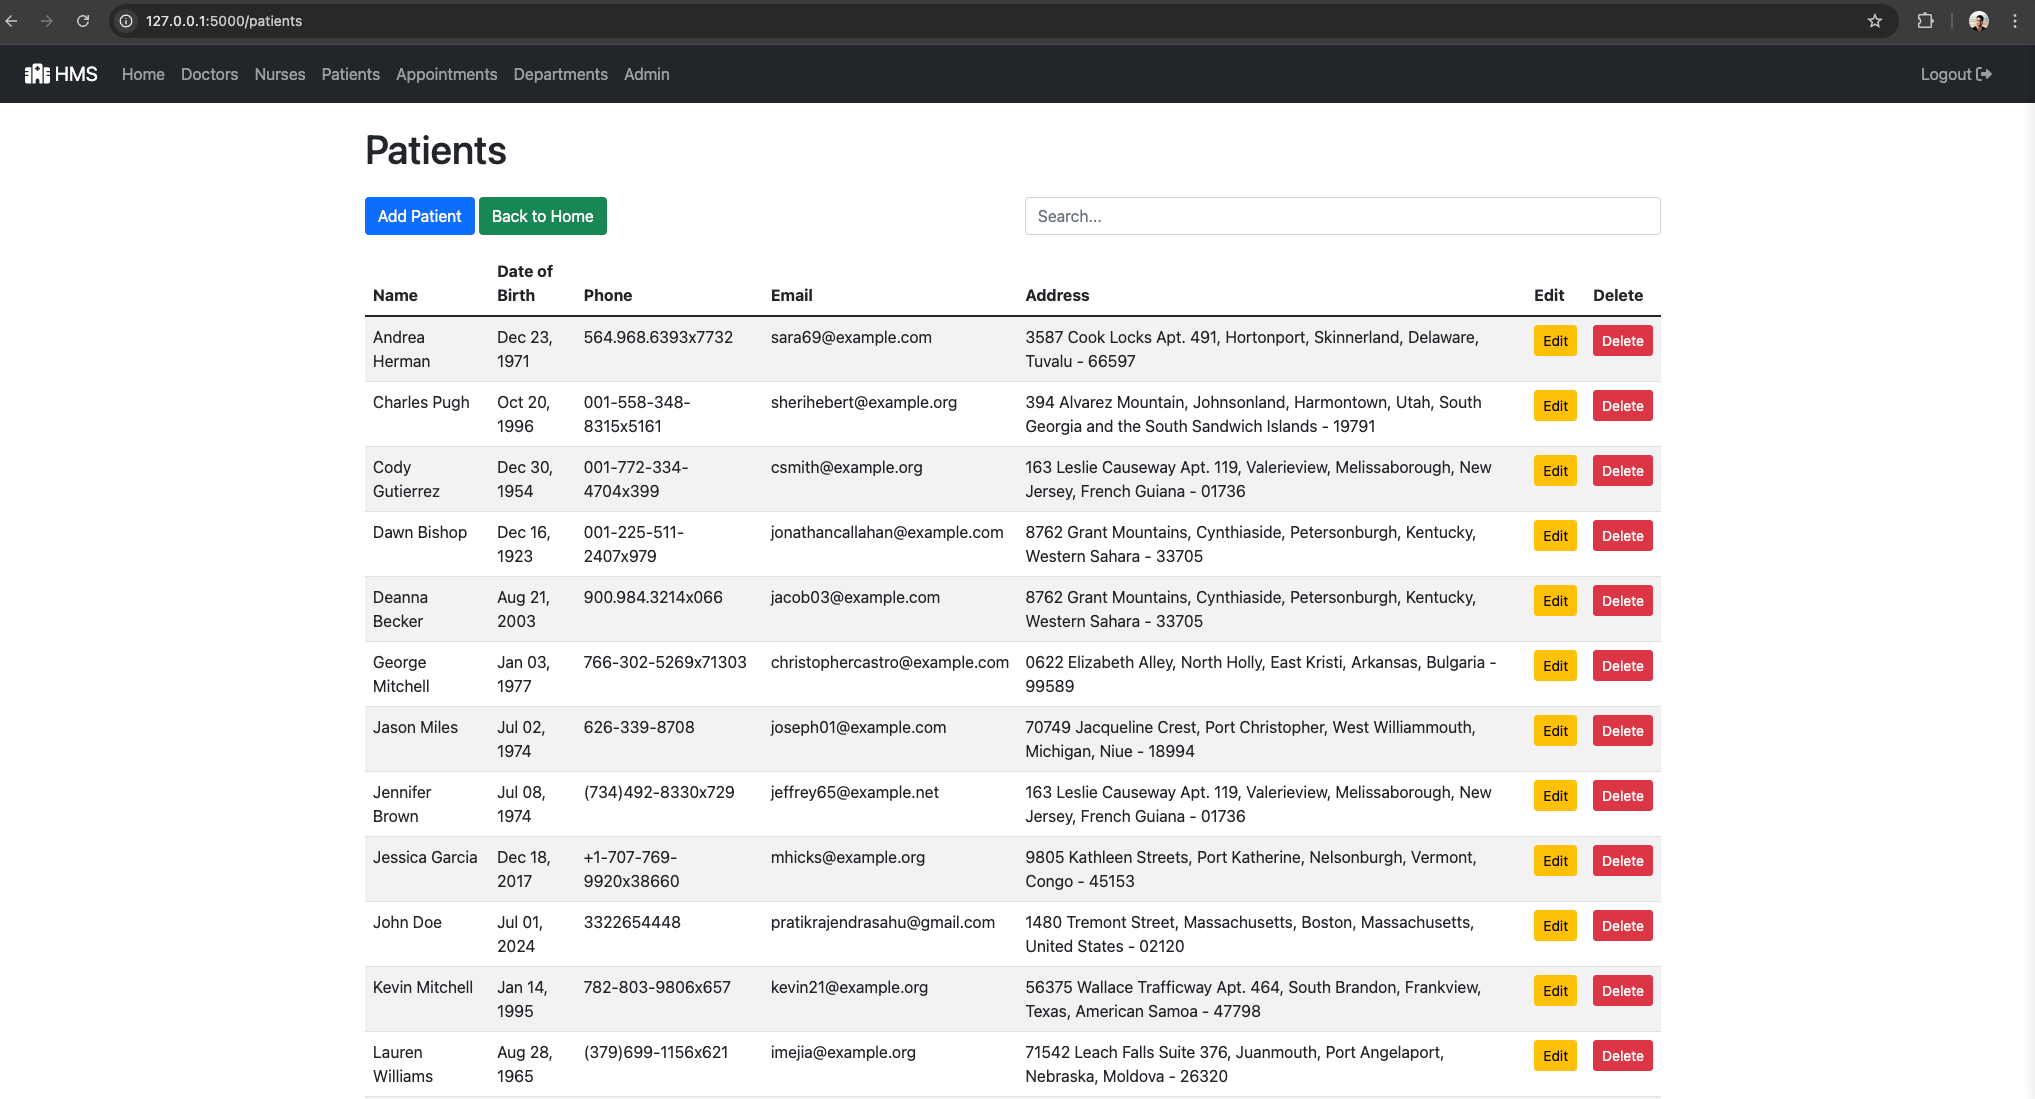 127.0.0.1:5000/patients
HMS Home Doctors Nurses Patients Appointments Departments Admin Logout
Patients
Add Patient Back to Home Search...
Name Date of Birth Phone Email Address Edit Delete
Andrea Herman Dec 23, 1971 564.968.6393x7732 sara69@example.com 3587 Cook Locks Apt. 491, Hortonport, Skinnerland, Delaware, Tuvalu - 66597 Edit Delete
Charles Pugh Oct 20, 1996 001-558-348-8315x5161 sherihebert@example.org 394 Alvarez Mountain, Johnsonland, Harmontown, Utah, South Georgia and the South Sandwich Islands - 19791 Edit Delete
Cody Gutierrez Dec 30, 1954 001-772-334-4704x399 csmith@example.org 163 Leslie Causeway Apt. 119, Valerieview, Melissaborough, New Jersey, French Guiana - 01736 Edit Delete
Dawn Bishop Dec 16, 1923 001-225-511-2407x979 jonathancallahan@example.com 8762 Grant Mountains, Cynthiaside, Petersonburgh, Kentucky, Western Sahara - 33705 Edit Delete
Deanna Becker Aug 21, 2003 900.984.3214x066 jacob03@example.com 8762 Grant Mountains, Cynthiaside, Petersonburgh, Kentucky, Western Sahara - 33705 Edit Delete
George Mitchell Jan 03, 1977 766-302-5269x71303 christophercastro@example.com 0622 Elizabeth Alley, North Holly, East Kristi, Arkansas, Bulgaria - 99589 Edit Delete
Jason Miles Jul 02, 1974 626-339-8708 joseph01@example.com 70749 Jacqueline Crest, Port Christopher, West Williammouth, Michigan, Niue - 18994 Edit Delete
Jennifer Brown Jul 08, 1974 (734)492-8330x729 jeffrey65@example.net 163 Leslie Causeway Apt. 119, Valerieview, Melissaborough, New Jersey, French Guiana - 01736 Edit Delete
Jessica Garcia Dec 18, 2017 +1-707-769-9920x38660 mhicks@example.org 9805 Kathleen Streets, Port Katherine, Nelsonburgh, Vermont, Congo - 45153 Edit Delete
John Doe Jul 01, 2024 3322654448 pratikrajendrasahu@gmail.com 1480 Tremont Street, Massachusetts, Boston, Massachusetts, United States - 02120 Edit Delete
Kevin Mitchell Jan 14, 1995 782-803-9806x657 kevin21@example.org 56375 Wallace Trafficway Apt. 464, South Brandon, Frankview, Texas, American Samoa - 47798 Edit Delete
Lauren Williams Aug 28, 1965 (379)699-1156x621 imejia@example.org 71542 Leach Falls Suite 376, Juanmouth, Port Angelaport, Nebraska, Moldova - 26320 Edit Delete